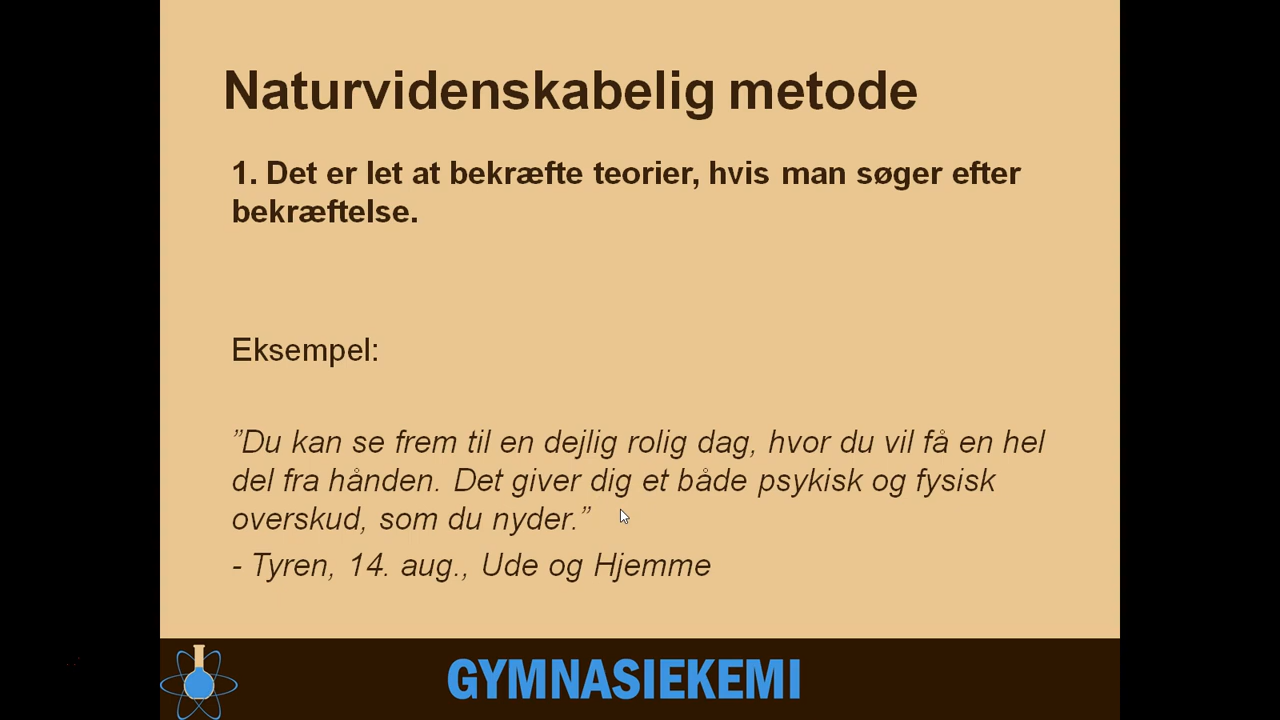 Naturvidenskabelig metode
1. Det er let at bekræfte teorier, hvis man søger efter
bekræftelse.
Eksempel:
”Du kan se frem til en dejlig rolig dag, hvor du vil få en hel
del fra hånden. Det giver dig et både psykisk og fysisk
overskud, som du nyder.”
- Tyren, 14. aug., Ude og Hjemme
GYMNASIEKEMI